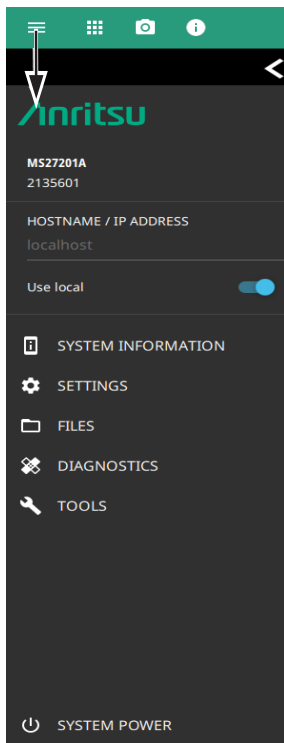 Anritsu
MS27201A
2135601
HOSTNAME / IP ADDRESS
localhost
Use local
SYSTEM INFORMATION
SETTINGS
FILES
DIAGNOSTICS
TOOLS
SYSTEM POWER